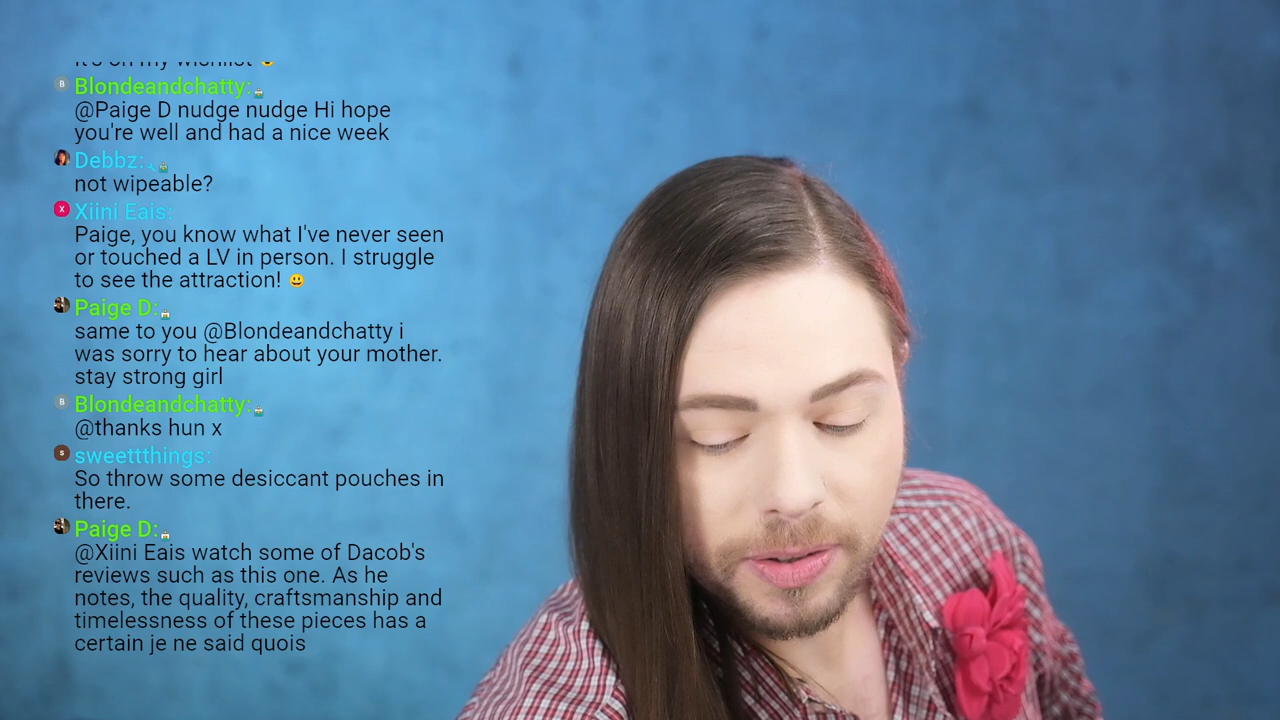 it's on my wishlist
Blondeandchatty:
@Paige D nudge nudge Hi hope
you're well and had a nice week
Debbz:
not wipeable?
Xiini Eais:
Paige, you know what I've never seen
or touched a LV in person. I struggle
to see the attraction!
Paige D:
same to you @Blondeandchatty i
was sorry to hear about your mother.
stay strong girl
Blondeandchatty:
@thanks hun x
sweettthings:
So throw some desiccant pouches in
there.
Paige D:
@Xiini Eais watch some of Dacob's
reviews such as this one. As he
notes, the quality, craftsmanship and
timelessness of these pieces has a
certain je ne said quois